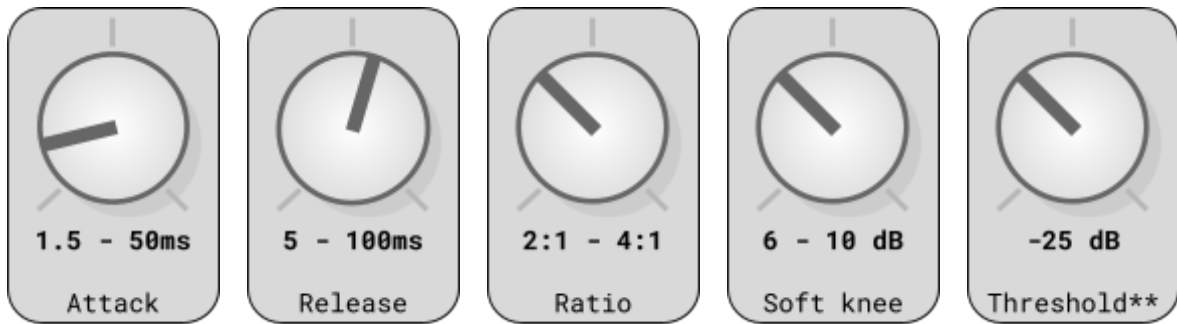 1.5 - 50ms
Attack
5 - 100ms
Release
2:1 - 4:1
Ratio
6 - 10 dB
Soft knee
-25 dB
Threshold**